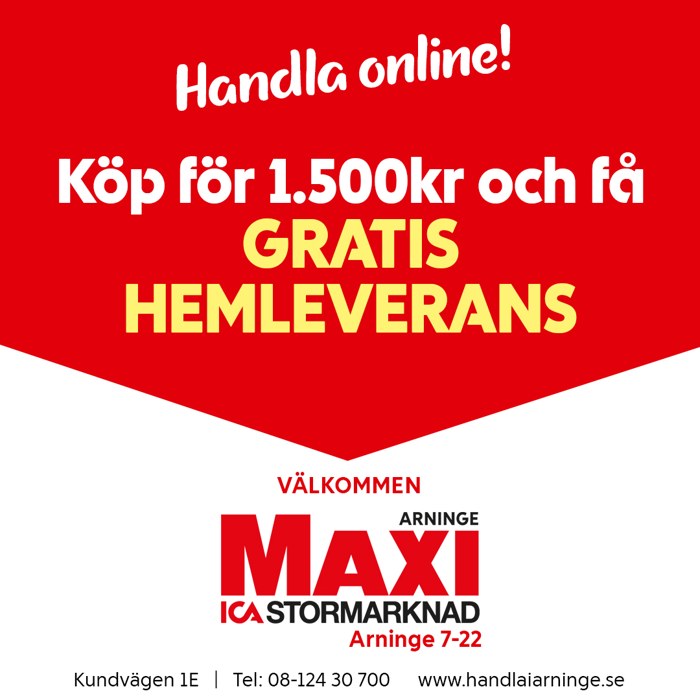 Handla online!
Köp för 1.500kr och få
GRATIS
HEMLEVERANS
VÄLKOMMEN
ARNINGE
MAXI
ICA STORMARKNAD
Arninge 7-22
Kundvägen 1E | Tel: 08-124 30 700 www.handlaiarninge.se